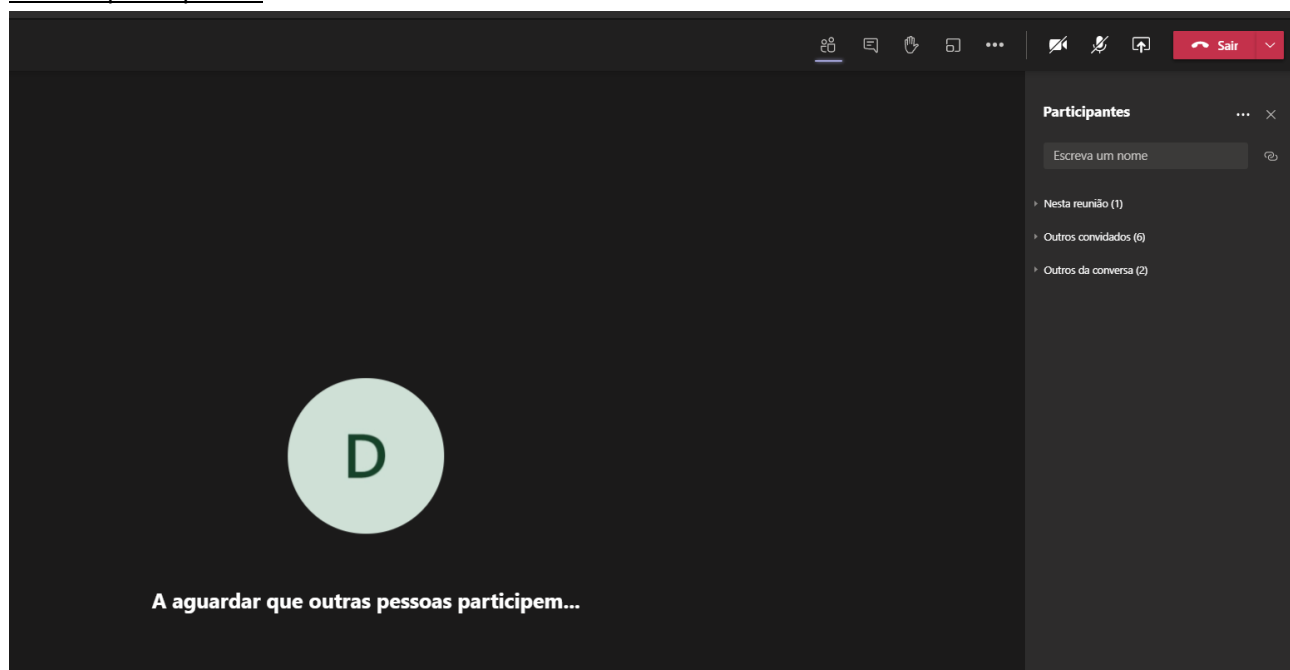 Sair
Participantes
Escreva um nome
Nesta reunião (1)
Outros convidados (6)
Outros da conversa (2)
D
A aguardar que outras pessoas participem...